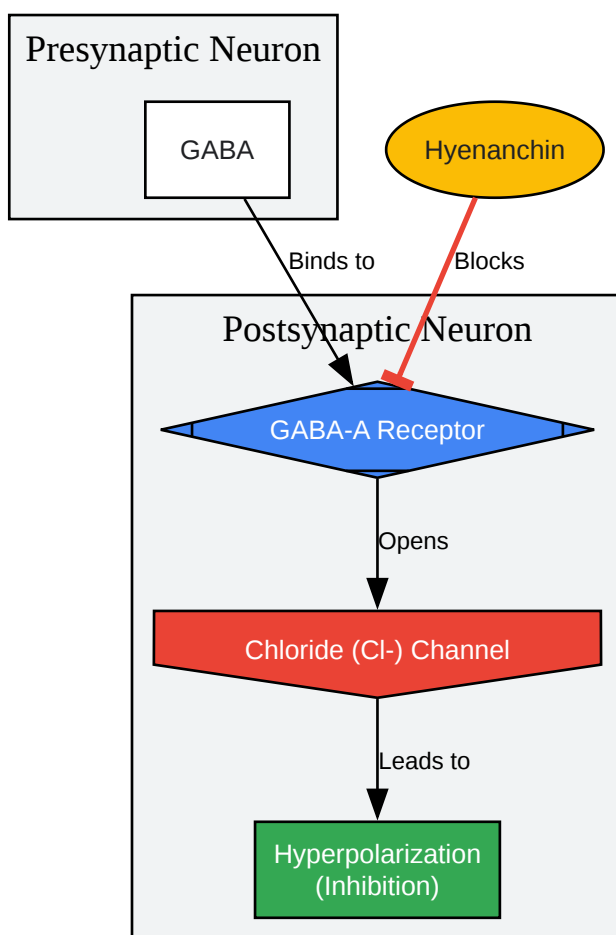 Presynaptic Neuron
GABA
Hyenanchin
Binds to
Blocks
Postsynaptic Neuron
GABA-A Receptor
Opens
Chloride (Cl-) Channel
Leads to
Hyperpolarization
(Inhibition)